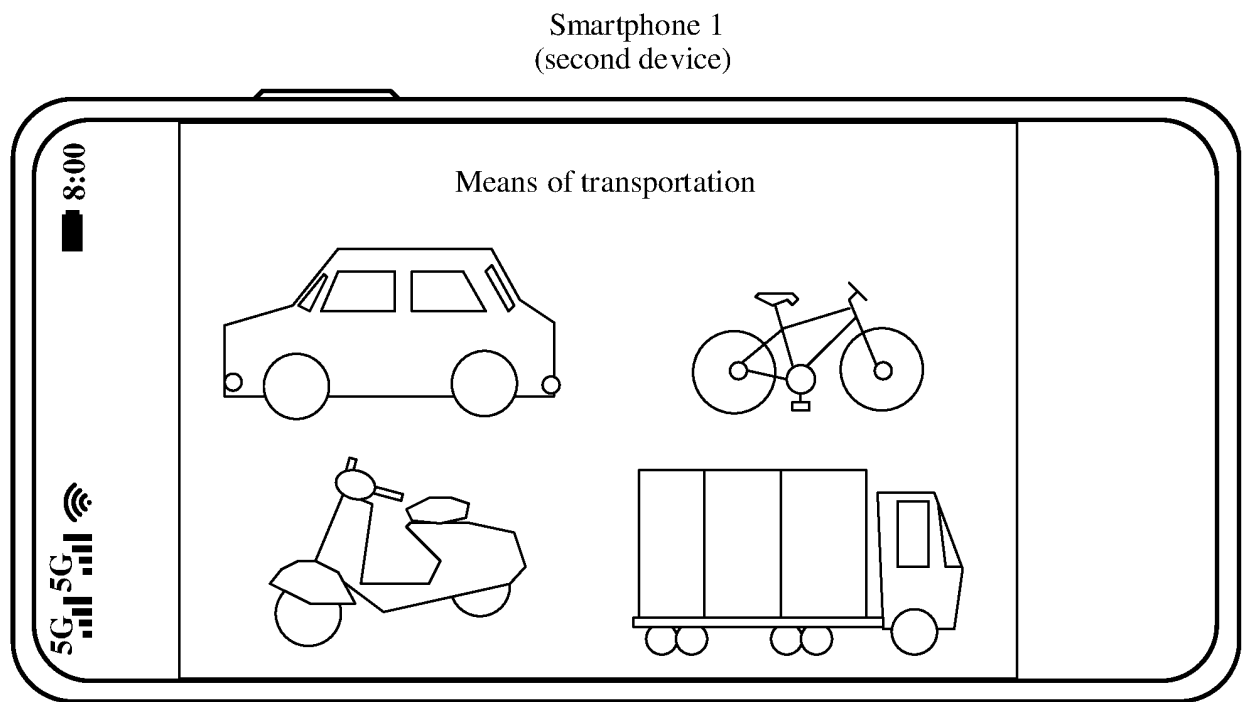 Smartphone 1
(second device)
8:00
Means of transportation
5G 5G